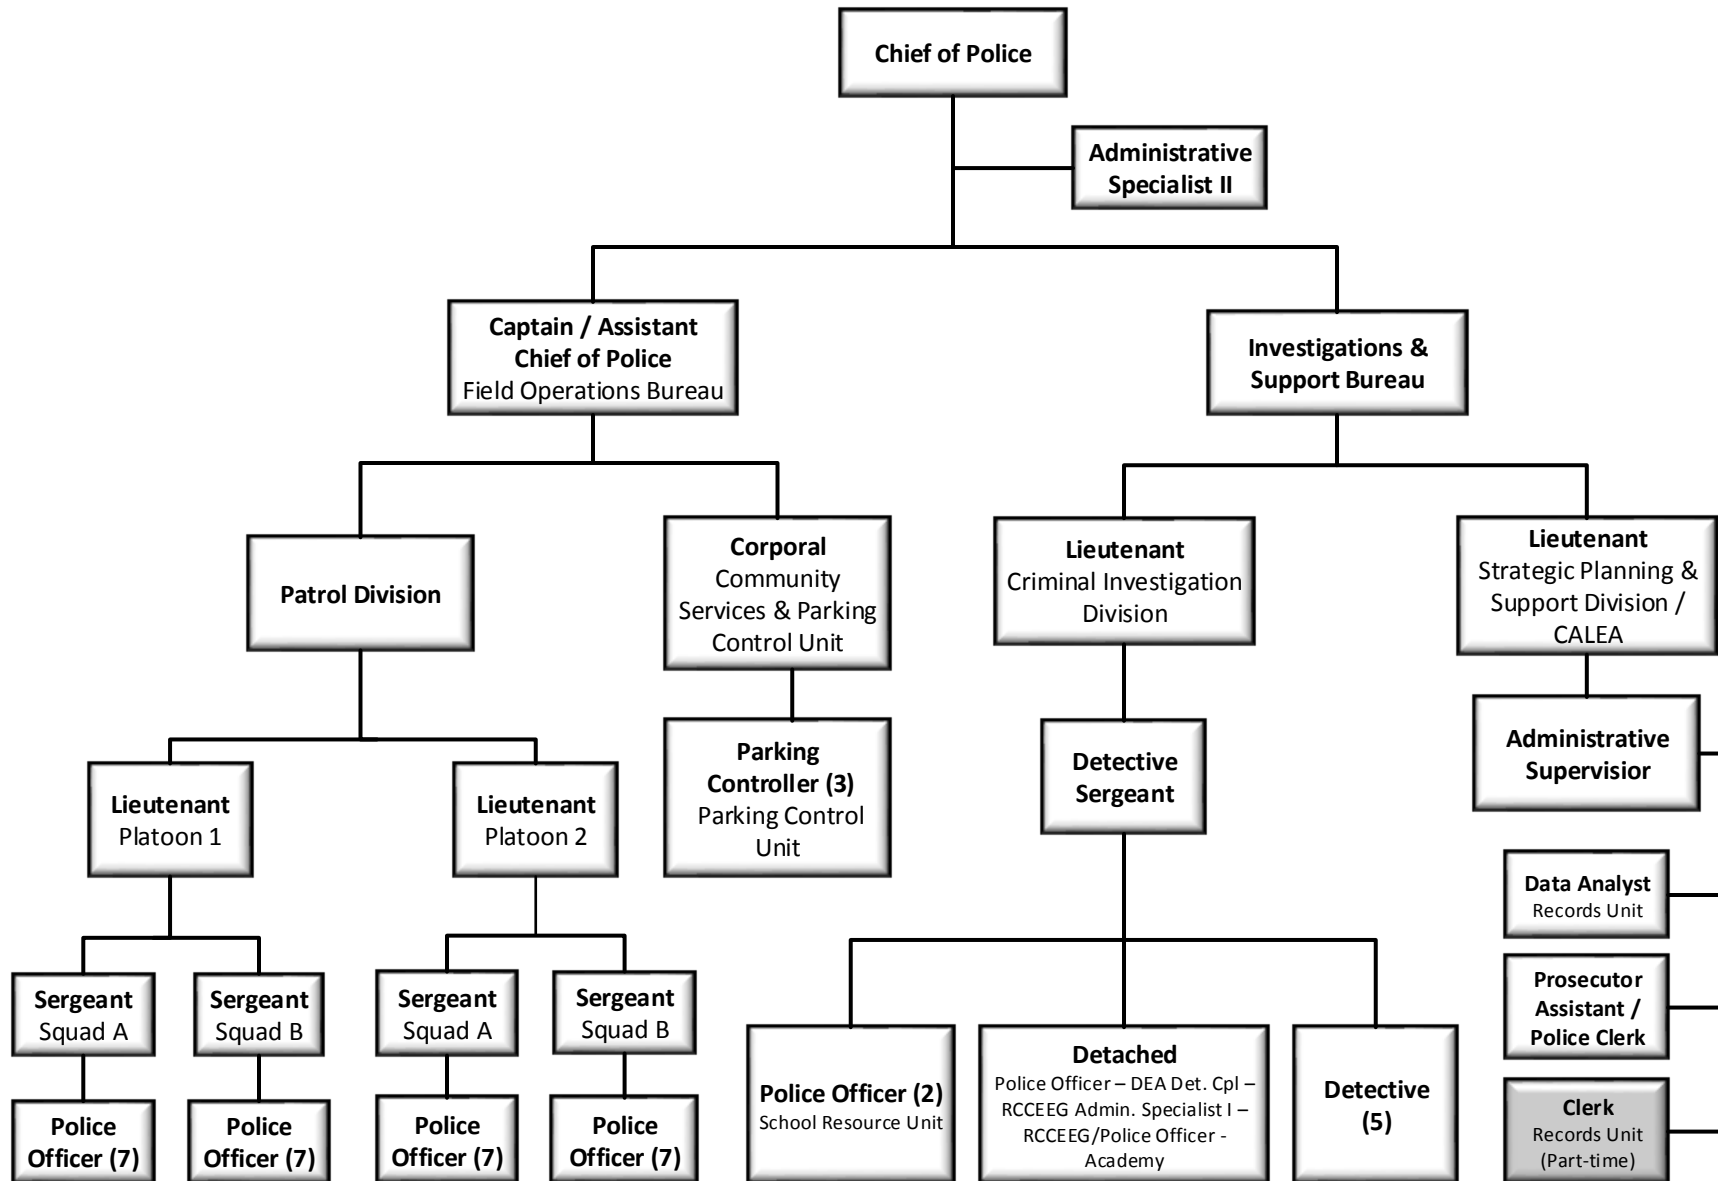 Chief of Police
Administrative
Specialist II
Captain / Assistant
Chief of Police
Field Operations Bureau
Investigations &
Support Bureau
Patrol Division
Corporal
Community
Services & Parking
Control Unit
Lieutenant
Criminal Investigation
Division
Lieutenant
Strategic Planning &
Support Division /
CALEA
Parking
Controller (3)
Parking Control
Unit
Detective
Sergeant
Administrative
Supervisior
Lieutenant
Platoon 1
Lieutenant
Platoon 2
Data Analyst
Records Unit
Prosecutor
Assistant /
Police Clerk
Clerk
Records Unit
(Part-time)
Sergeant
Squad A
Sergeant
Squad B
Sergeant
Squad A
Sergeant
Squad B
Police
Officer (7)
Police
Officer (7)
Police
Officer (7)
Police
Officer (7)
Police Officer (2)
School Resource Unit
Detached
Police Officer – DEA Det. Cpl –
RCCEEG Admin. Specialist I –
RCCEEG/Police Officer -
Academy
Detective
(5)